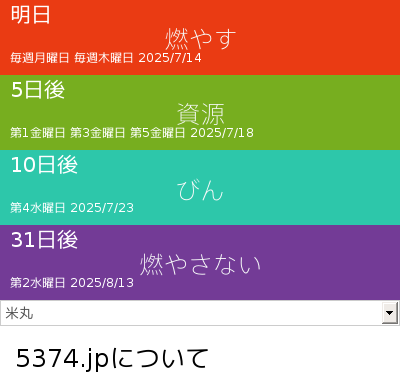 明日
燃やす
毎週月曜日 毎週木曜日 2025/7/14
5日後
資源
第1金曜日 第3金曜日 第5金曜日 2025/7/18
10日後
びん
第4水曜日 2025/7/23
31日後
燃やさない
第2水曜日 2025/8/13
米丸
5374.jpについて